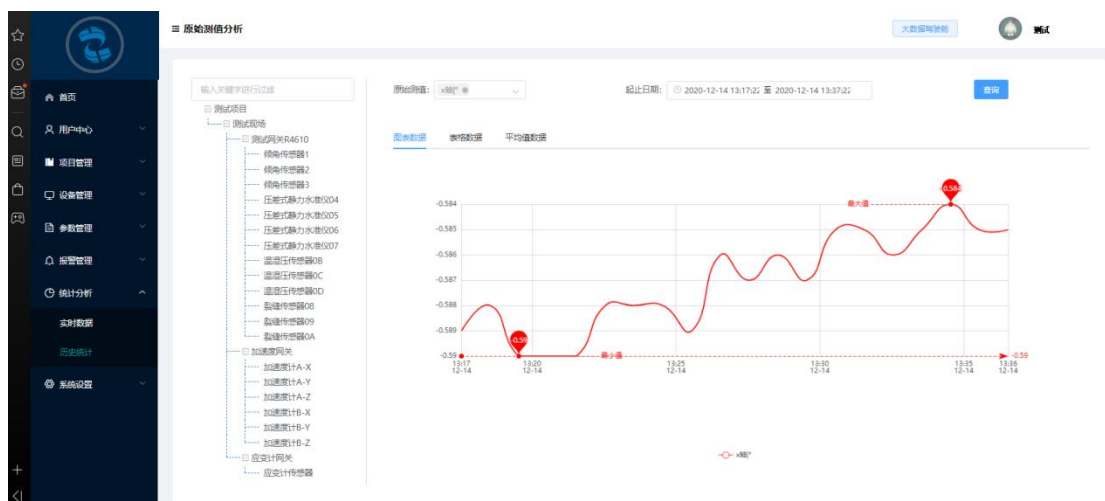 原始测值分析
大数据驾驶舱
测试
首页
用户中心
项目管理
设备管理
参数管理
报警管理
统计分析
实时数据
历史统计
系统设置
输入关键字进行过滤
测试项目
测试现场
测试网关R4610
倾角传感器1
倾角传感器2
倾角传感器3
压差式静力水准仪04
压差式静力水准仪05
压差式静力水准仪06
压差式静力水准仪07
温湿压传感器0B
温湿压传感器0C
温湿压传感器0D
裂缝传感器08
裂缝传感器09
裂缝传感器0A
加速度网关
加速度计A-X
加速度计A-Y
加速度计A-Z
加速度计B-X
加速度计B-Y
加速度计B-Z
应变计网关
应变计传感器
原始测值:
起止日期: 2020-12-14 13:17:22 至 2020-12-14 13:37:22
查询
图表数据 表格数据 平均值数据
-0.584
-0.584 最大值
-0.585
-0.586
-0.587
-0.588
-0.589
-0.59
-0.59 最小值 -0.59
13:17 13:20 13:25 13:30 13:35 13:36
12-14 12-14 12-14 12-14 12-14 12-14